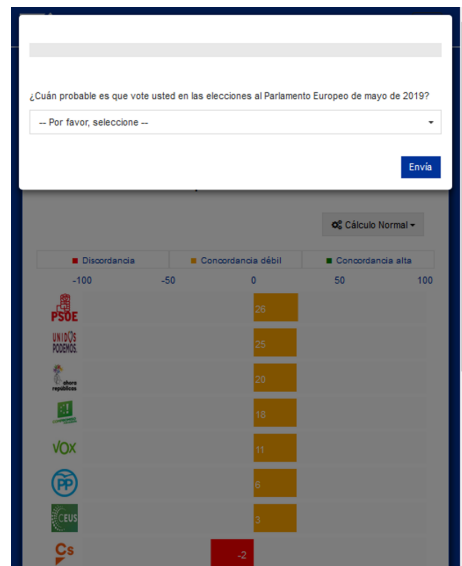 ¿Cuán probable es que vote usted en las elecciones al Parlamento Europeo de mayo de 2019?
-- Por favor, seleccione --
Envía
Cálculo Normal
Discordancia Concordancia débil Concordancia alta
-100 -50 0 50 100
PSOE 26
UNIDOS PODEMOS. 25
ahora repúblicas 20
18
VOX 11
PP 6
CEUS 3
Cs -2